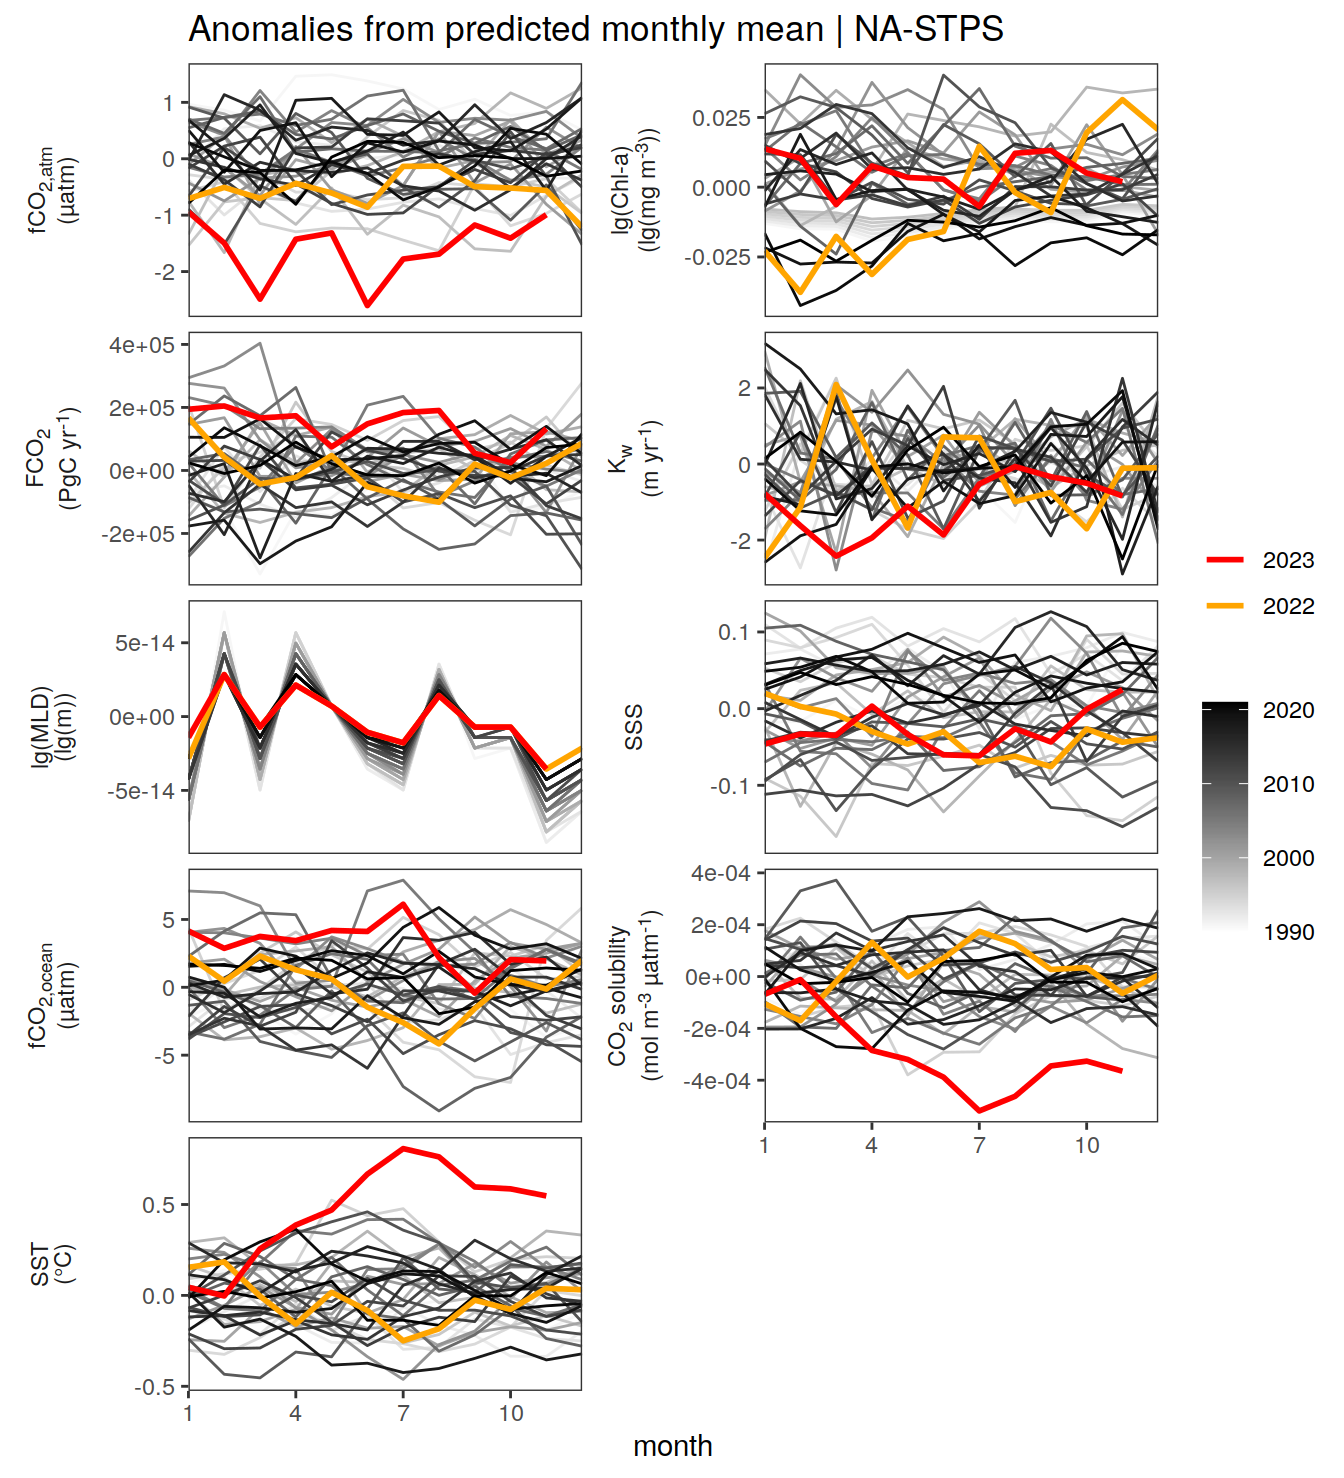 Anomalies from predicted monthly mean | NA-STPS
fCO2,atm
(µatm)
1
0
-1
-2
lg(Chl-a)
(lg(mg m-3))
0.025
0.000
-0.025
FCO2
(PgC yr-1)
4e+05
2e+05
0e+00
-2e+05
Kw
(m yr-1)
2
0
-2
lg(MLD)
(lg(m))
5e-14
0e+00
-5e-14
SSS
0.1
0.0
-0.1
fCO2,ocean
(µatm)
5
0
-5
CO2 solubility
(mol m-3 µatm-1)
4e-04
2e-04
0e+00
-2e-04
-4e-04
1 4 7 10
SST
(°C)
0.5
0.0
-0.5
1 4 7 10
month
2023
2022
2020
2010
2000
1990